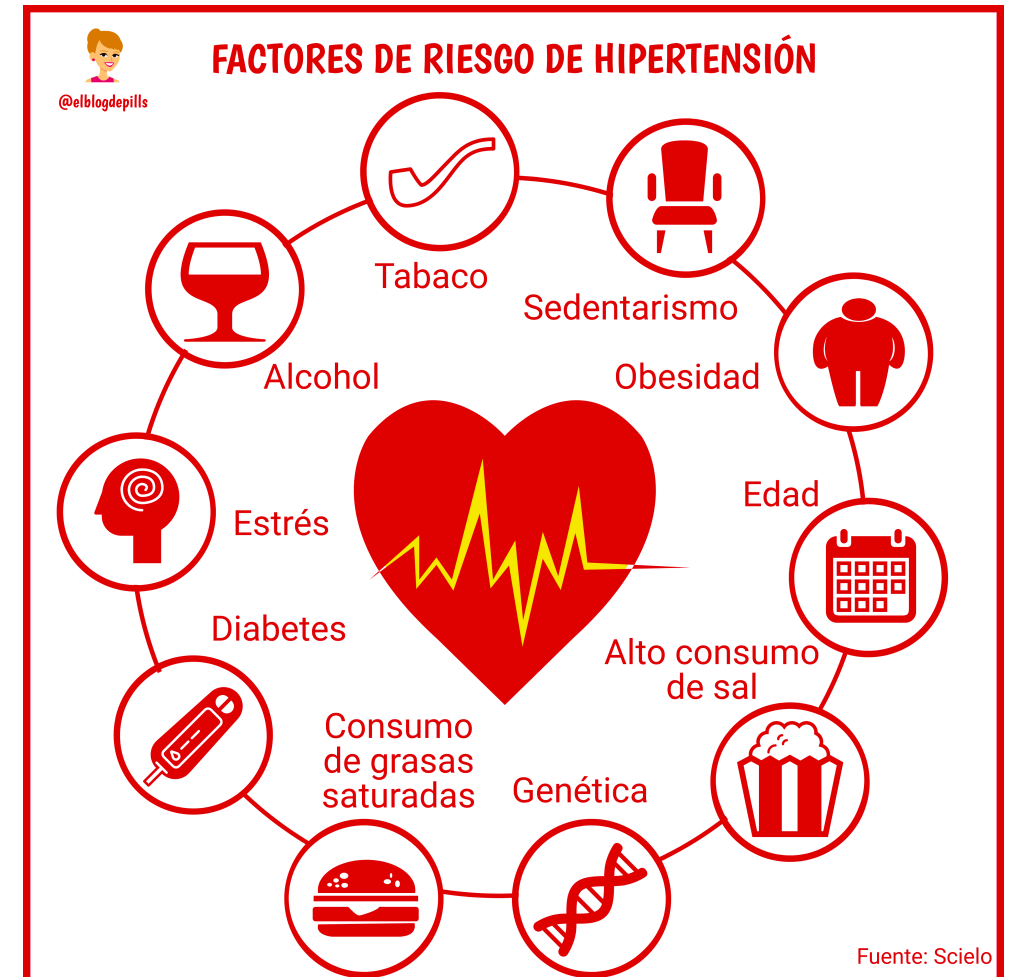 FACTORES DE RIESGO DE HIPERTENSIÓN
@elblogdepills
Tabaco
Sedentarismo
Alcohol
Obesidad
Edad
Estrés
Diabetes
Alto consumo
de sal
Consumo
de grasas
saturadas
Genética
Fuente: Scielo